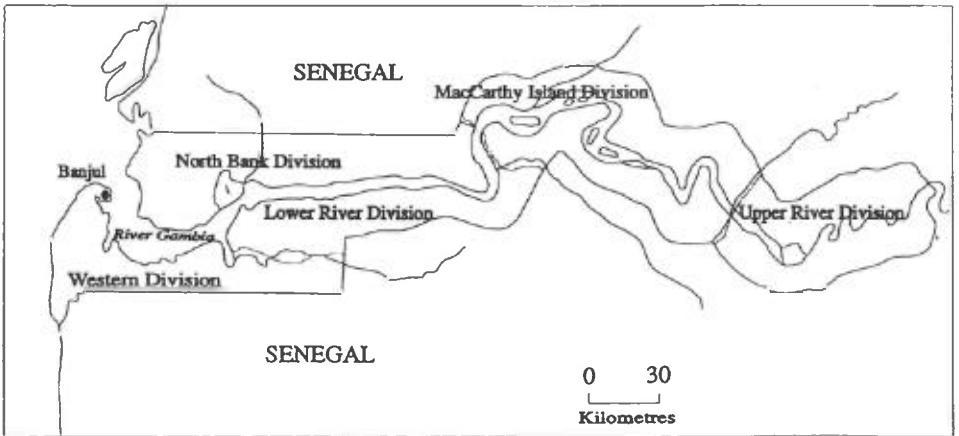 SENEGAL
MacCarthy Island Division
North Bank Division
Banjul
Lower River Division
Upper River Division
River Gambia
Western Division
SENEGAL
0 30
Kilometres